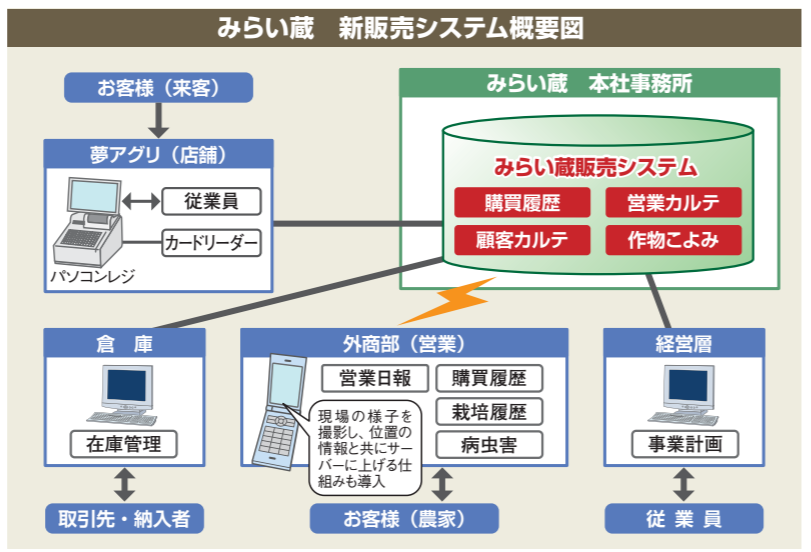 みらい蔵 新販売システム概要図
お客様（来客）
夢アグリ（店舗）
従業員
カードリーダー
パソコンレジ
みらい蔵 本社事務所
みらい蔵販売システム
購買履歴
営業カルテ
顧客カルテ
作物こよみ
倉 庫
在庫管理
取引先・納入者
外商部（営業）
営業日報
購買履歴
栽培履歴
病虫害
現場の様子を
撮影し、位置の
情報と共にサー
バーに上げる仕
組みも導入
お客様（農家）
経営層
事業計画
従 業 員